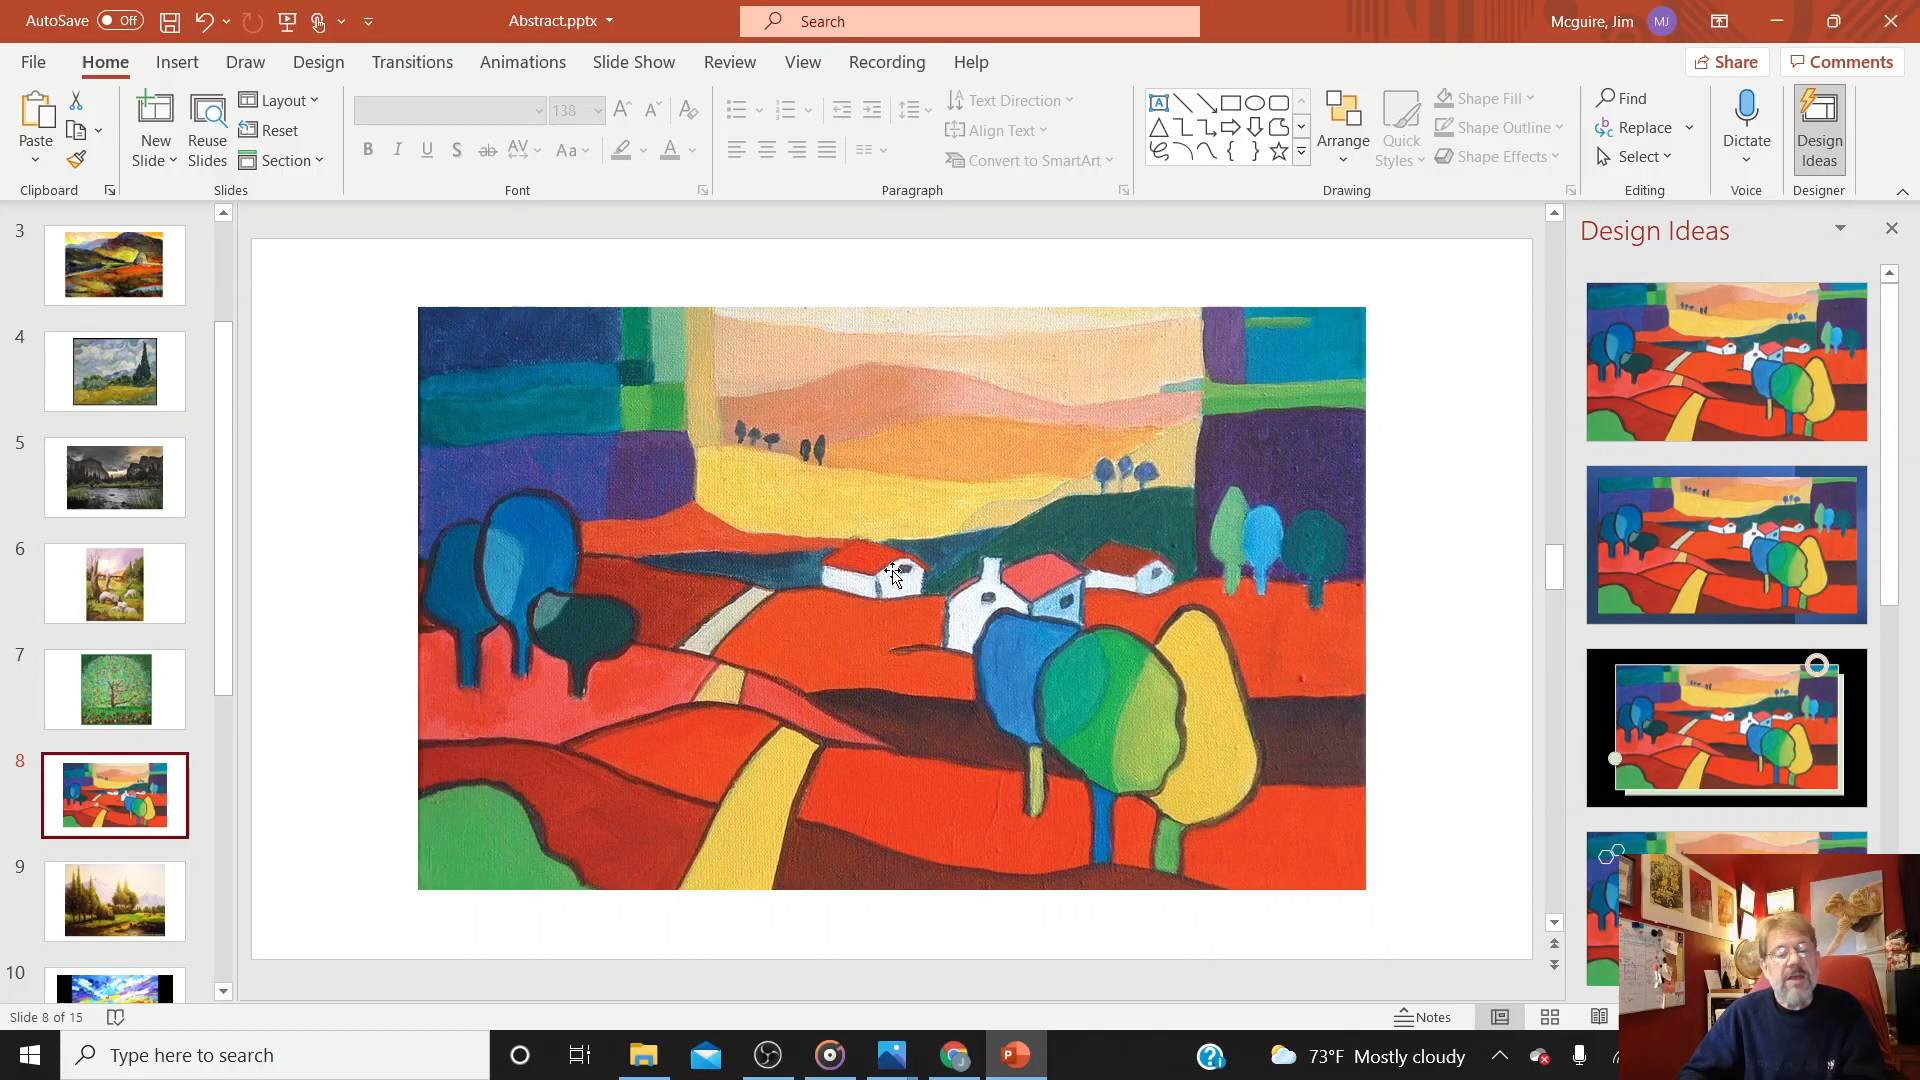 AutoSave Off Abstract.pptx Search Mcguire, Jim MJ
File Home Insert Draw Design Transitions Animations Slide Show Review View Recording Help Share Comments
Paste
New
Slide
Reuse
Slides
Layout
Reset
Section
138
B I U S ab AV Aa A
Text Direction
Align Text
Convert to SmartArt
Arrange
Quick
Styles
Shape Fill
Shape Outline
Shape Effects
Find
Replace
Select
Dictate
Design
Ideas
Clipboard Slides Font Paragraph Drawing Editing Voice Designer
3
4
5
6
7
8
9
10
Design Ideas
Slide 8 of 15 Notes
Type here to search 73°F Mostly cloudy